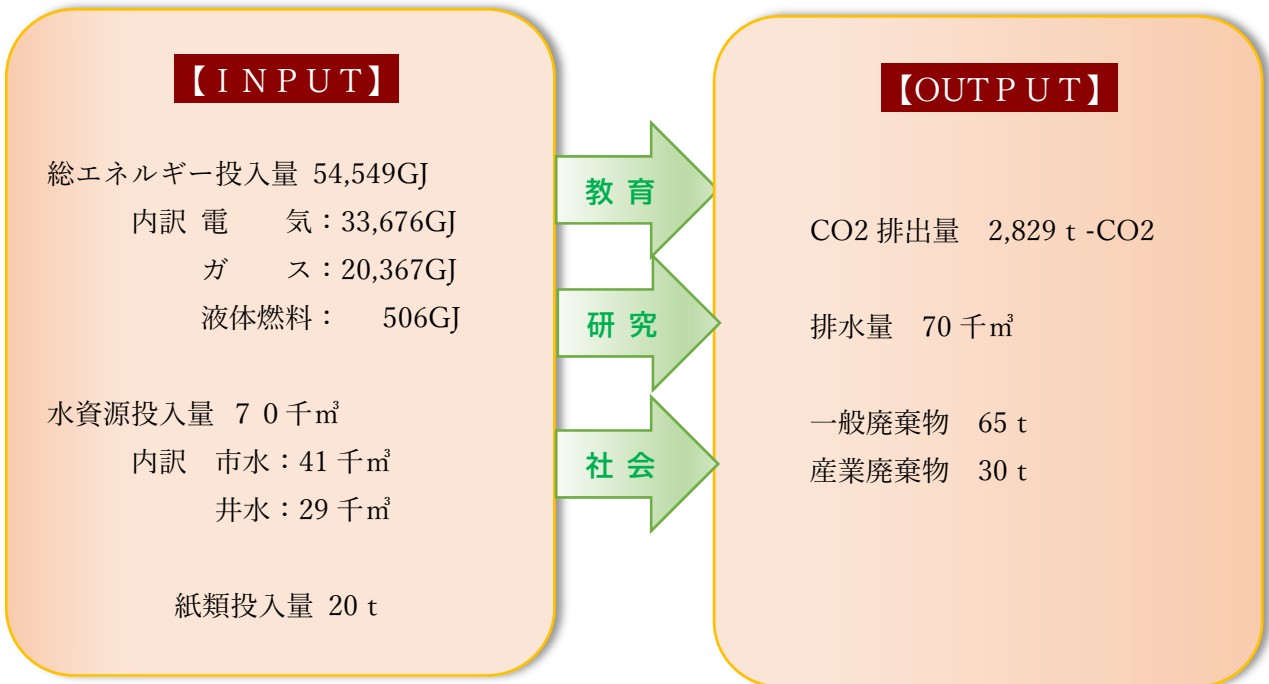 【ＩＮＰＵＴ】
総エネルギー投入量 54,549GJ
内訳 電　　気：33,676GJ
ガ　　ス：20,367GJ
液体燃料：　 506GJ
水資源投入量 ７０千㎥
内訳　市水：41 千㎥
井水：29 千㎥
紙類投入量 20ｔ
教 育
研 究
社 会
【OUTＰＵＴ】
CO2 排出量　2,829ｔ-CO2
排水量　70 千㎥
一般廃棄物　65ｔ
産業廃棄物　30ｔ